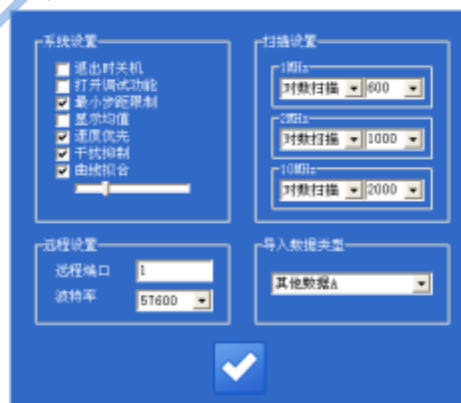 系统设置
退出时关机
打开调试功能
最小步距限制
显示均值
速度优先
干扰抑制
曲线拟合
扫描设置
1MHz
对数扫描 600
2MHz
对数扫描 1000
10MHz
对数扫描 2000
远程设置
远程端口 1
波特率 57600
导入数据类型
其他数据A